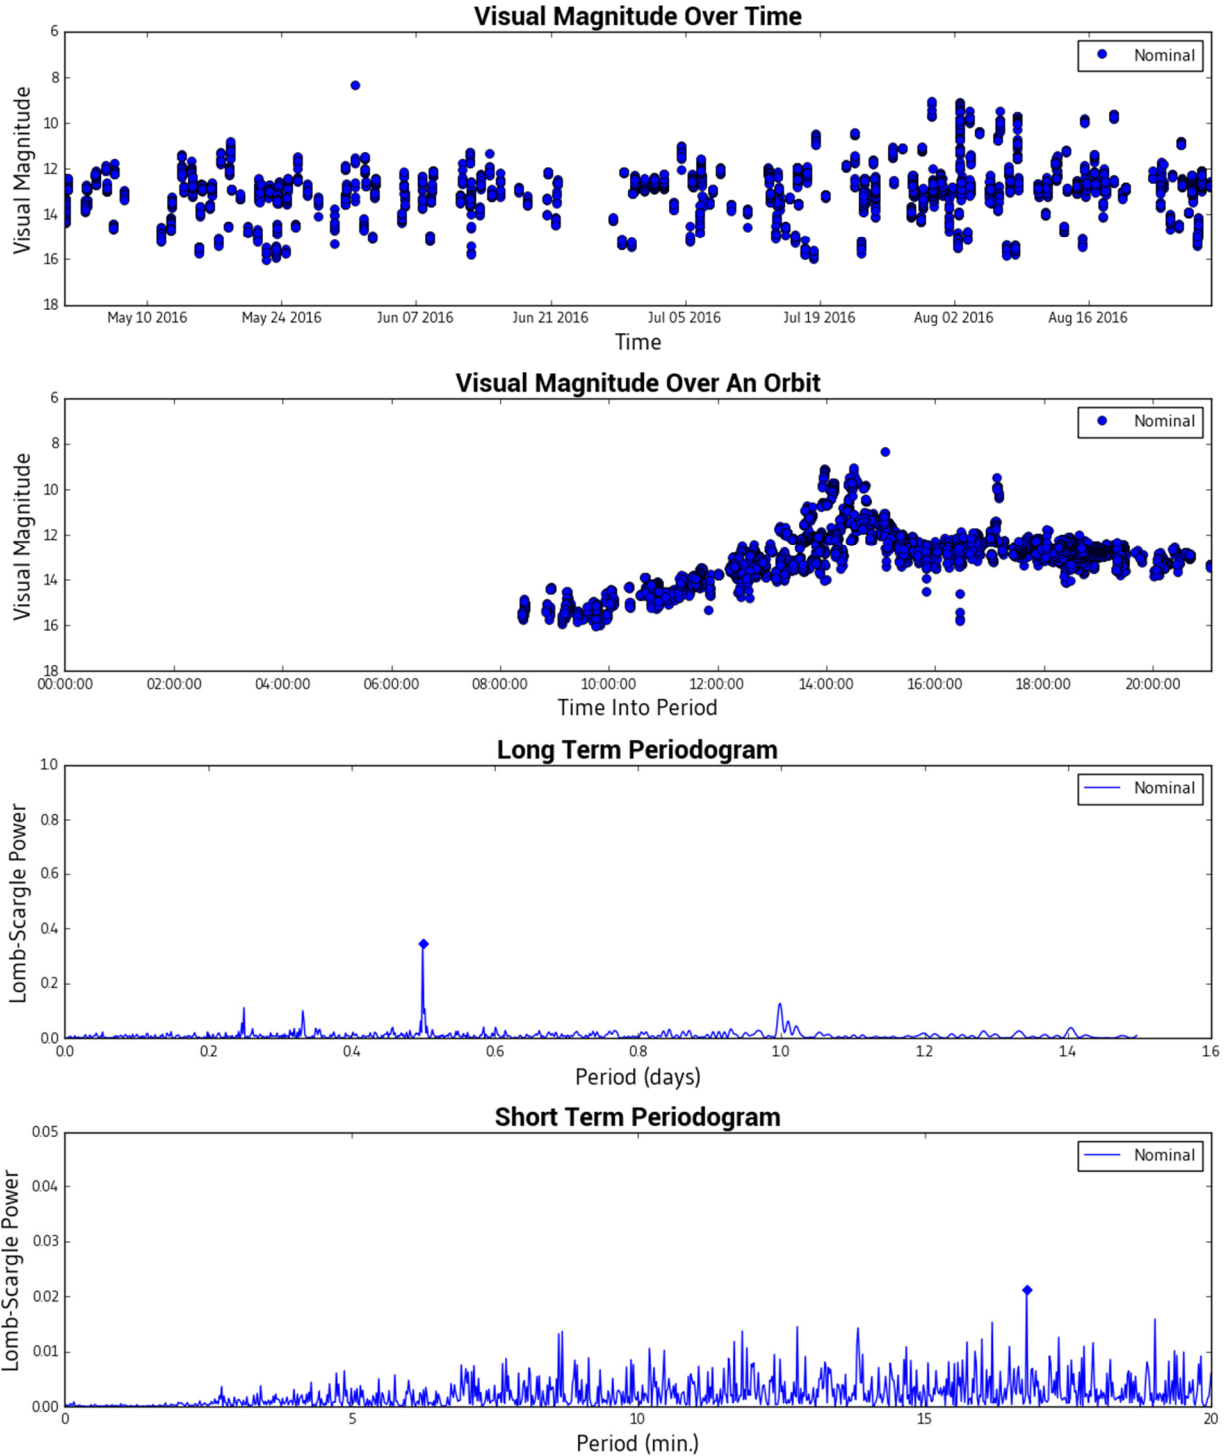 Visual Magnitude Over Time
Nominal
Visual Magnitude
6
8
10
12
14
16
18
May 10 2016 May 24 2016 Jun 07 2016 Jun 21 2016 Jul 05 2016 Jul 19 2016 Aug 02 2016 Aug 16 2016
Time
Visual Magnitude Over An Orbit
Nominal
Visual Magnitude
6
8
10
12
14
16
18
00:00:00 02:00:00 04:00:00 06:00:00 08:00:00 10:00:00 12:00:00 14:00:00 16:00:00 18:00:00 20:00:00
Time Into Period
Long Term Periodogram
Nominal
Lomb-Scargle Power
1.0
0.8
0.6
0.4
0.2
0.0
0.0 0.2 0.4 0.6 0.8 1.0 1.2 1.4 1.6
Period (days)
Short Term Periodogram
Nominal
Lomb-Scargle Power
0.05
0.04
0.03
0.02
0.01
0.00
0 5 10 15 20
Period (min.)